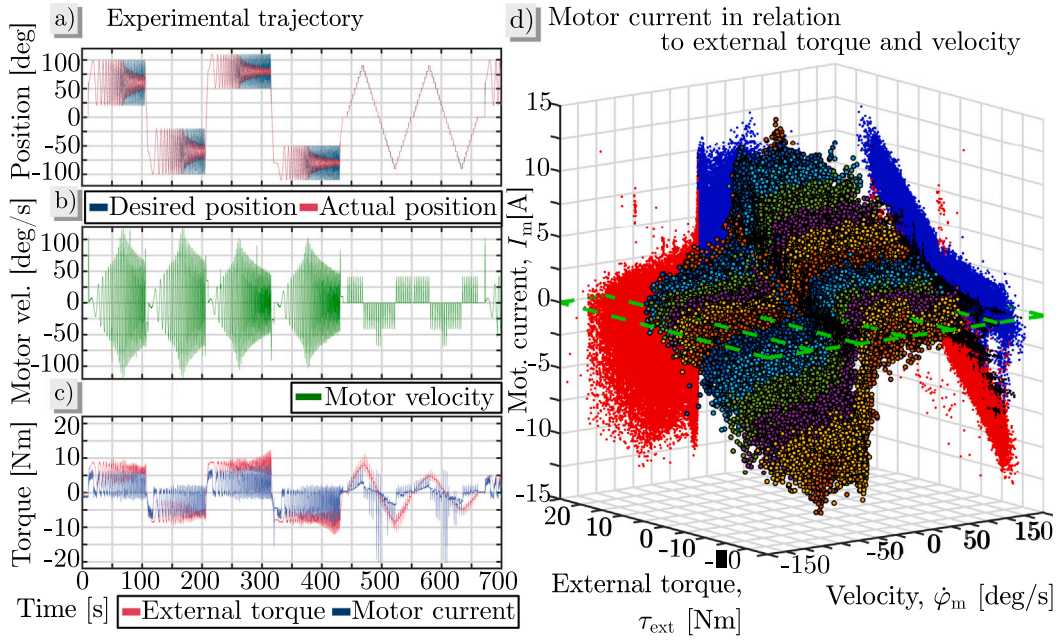 a) Experimental trajectory
Position [deg]
100
50
0
-50
-100
Desired position Actual position
b)
Motor vel. [deg/s]
100
50
0
-50
-100
Motor velocity
c)
Torque [Nm]
20
10
0
-10
-20
0 100 200 300 400 500 600 700
Time [s]
External torque Motor current
d) Motor current in relation
to external torque and velocity
Mot. current, I_m [A]
15
10
5
0
-5
-10
-15
20 10 0 -10
-150 -50 0 50 150
External torque,
τ_ext [Nm]
Velocity, φ̇_m [deg/s]